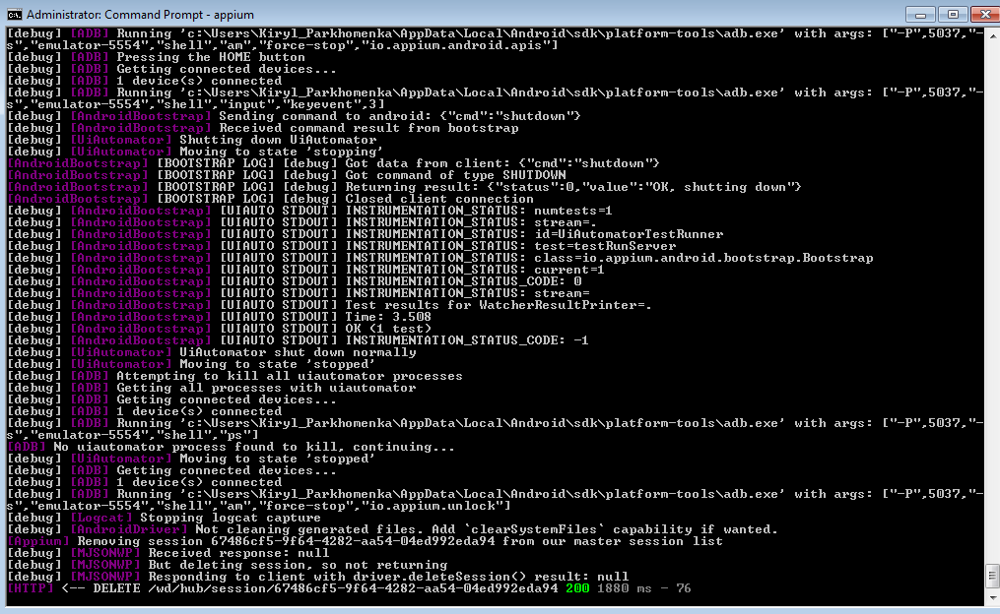 Administrator: Command Prompt - appium
[debug] [ADB] Running 'c:\Users\Kiryl_Parkhomenka\AppData\Local\Android\sdk\platform-tools\adb.exe' with args: ["-P",5037,"-
s","emulator-5554","shell","am","force-stop","io.appium.android.apis"]
[debug] [ADB] Pressing the HOME button
[debug] [ADB] Getting connected devices...
[debug] [ADB] 1 device(s) connected
[debug] [ADB] Running 'c:\Users\Kiryl_Parkhomenka\AppData\Local\Android\sdk\platform-tools\adb.exe' with args: ["-P",5037,"-
s","emulator-5554","shell","input","keyevent",3]
[debug] [AndroidBootstrap] Sending command to android: {"cmd":"shutdown"}
[debug] [AndroidBootstrap] Received command result from bootstrap
[debug] [UiAutomator] Shutting down UiAutomator
[debug] [UiAutomator] Moving to state 'stopping'
[AndroidBootstrap] [BOOTSTRAP LOG] [debug] Got data from client: {"cmd":"shutdown"}
[AndroidBootstrap] [BOOTSTRAP LOG] [debug] Got command of type SHUTDOWN
[AndroidBootstrap] [BOOTSTRAP LOG] [debug] Returning result: {"status":0,"value":"OK, shutting down"}
[AndroidBootstrap] [BOOTSTRAP LOG] [debug] Closed client connection
[debug] [AndroidBootstrap] [UIAUTO STDOUT] INSTRUMENTATION_STATUS: numtests=1
[debug] [AndroidBootstrap] [UIAUTO STDOUT] INSTRUMENTATION_STATUS: stream=.
[debug] [AndroidBootstrap] [UIAUTO STDOUT] INSTRUMENTATION_STATUS: id=UiAutomatorTestRunner
[debug] [AndroidBootstrap] [UIAUTO STDOUT] INSTRUMENTATION_STATUS: test=testRunServer
[debug] [AndroidBootstrap] [UIAUTO STDOUT] INSTRUMENTATION_STATUS: class=io.appium.android.bootstrap.Bootstrap
[debug] [AndroidBootstrap] [UIAUTO STDOUT] INSTRUMENTATION_STATUS: current=1
[debug] [AndroidBootstrap] [UIAUTO STDOUT] INSTRUMENTATION_STATUS_CODE: 0
[debug] [AndroidBootstrap] [UIAUTO STDOUT] INSTRUMENTATION_STATUS: stream=
[debug] [AndroidBootstrap] [UIAUTO STDOUT] Test results for WatcherResultPrinter=.
[debug] [AndroidBootstrap] [UIAUTO STDOUT] Time: 3.508
[debug] [AndroidBootstrap] [UIAUTO STDOUT] OK (1 test)
[debug] [AndroidBootstrap] [UIAUTO STDOUT] INSTRUMENTATION_STATUS_CODE: -1
[debug] [UiAutomator] UiAutomator shut down normally
[debug] [UiAutomator] Moving to state 'stopped'
[debug] [ADB] Attempting to kill all uiautomator processes
[debug] [ADB] Getting all processes with uiautomator
[debug] [ADB] Getting connected devices...
[debug] [ADB] 1 device(s) connected
[debug] [ADB] Running 'c:\Users\Kiryl_Parkhomenka\AppData\Local\Android\sdk\platform-tools\adb.exe' with args: ["-P",5037,"-
s","emulator-5554","shell","ps"]
[ADB] No uiautomator process found to kill, continuing...
[debug] [UiAutomator] Moving to state 'stopped'
[debug] [ADB] Getting connected devices...
[debug] [ADB] 1 device(s) connected
[debug] [ADB] Running 'c:\Users\Kiryl_Parkhomenka\AppData\Local\Android\sdk\platform-tools\adb.exe' with args: ["-P",5037,"-
s","emulator-5554","shell","am","force-stop","io.appium.unlock"]
[debug] [Logcat] Stopping logcat capture
[debug] [AndroidDriver] Not cleaning generated files. Add `clearSystemFiles` capability if wanted.
[Appium] Removing session 67486cf5-9f64-4282-aa54-04ed992eda94 from our master session list
[debug] [MJSONWP] Received response: null
[debug] [MJSONWP] But deleting session, so not returning
[debug] [MJSONWP] Responding to client with driver.deleteSession() result: null
[HTTP] <-- DELETE /wd/hub/session/67486cf5-9f64-4282-aa54-04ed992eda94 200 1880 ms - 76